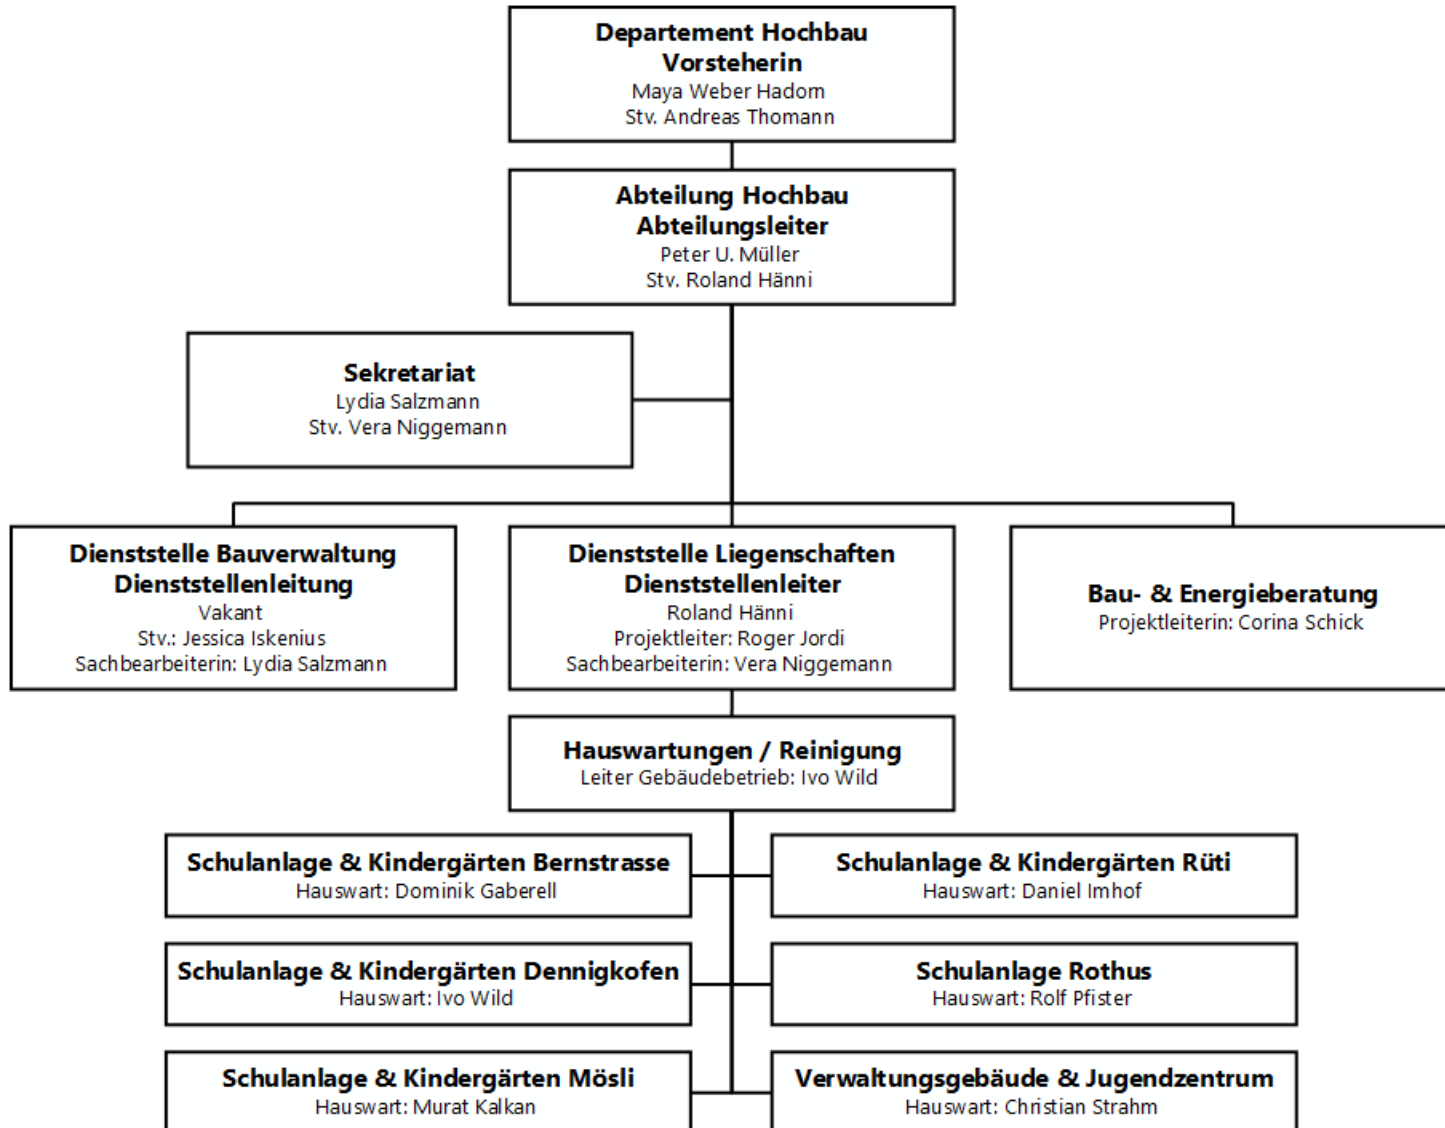 Departement Hochbau
Vorsteherin
Maya Weber Hadorn
Stv. Andreas Thomann
Abteilung Hochbau
Abteilungsleiter
Peter U. Müller
Stv. Roland Hänni
Sekretariat
Lydia Salzmann
Stv. Vera Niggemann
Dienststelle Bauverwaltung
Dienststellenleitung
Vakant
Stv.: Jessica Iskenius
Sachbearbeiterin: Lydia Salzmann
Dienststelle Liegenschaften
Dienststellenleiter
Roland Hänni
Projektleiter: Roger Jordi
Sachbearbeiterin: Vera Niggemann
Bau- & Energieberatung
Projektleiterin: Corina Schick
Hauswartungen / Reinigung
Leiter Gebäudebetrieb: Ivo Wild
Schulanlage & Kindergärten Bernstrasse
Hauswart: Dominik Gaberell
Schulanlage & Kindergärten Rüti
Hauswart: Daniel Imhof
Schulanlage & Kindergärten Dennigkofen
Hauswart: Ivo Wild
Schulanlage Rothus
Hauswart: Rolf Pfister
Schulanlage & Kindergärten Mösli
Hauswart: Murat Kalkan
Verwaltungsgebäude & Jugendzentrum
Hauswart: Christian Strahm